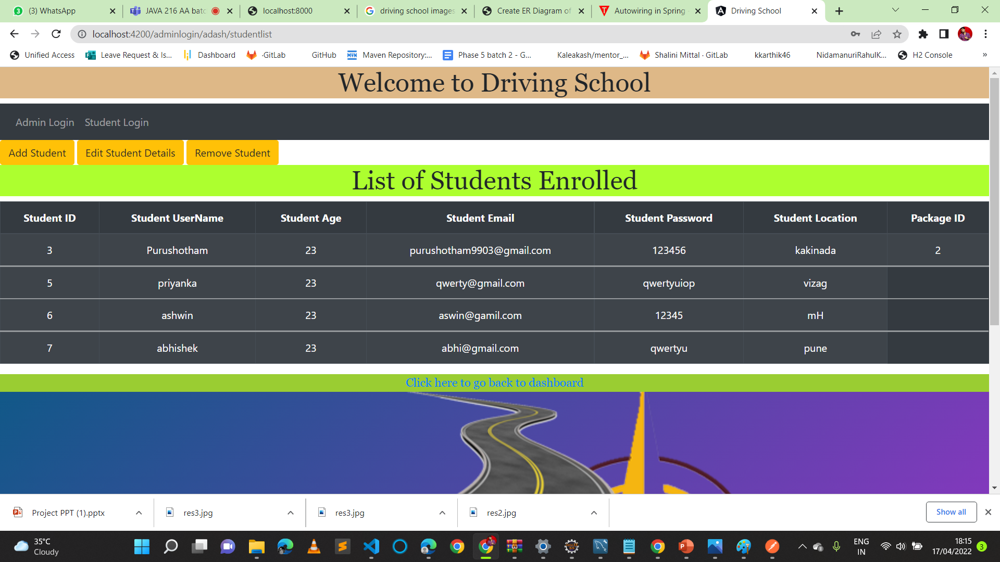 (3) WhatsApp
JAVA 216 AA batc
localhost:8000
driving school images
Create ER Diagram of
Autowiring in Spring
Driving School
localhost:4200/adminlogin/adash/studentlist
Unified Access
Leave Request & Is...
Dashboard
·GitLab
GitHub
Maven Repository:...
Phase 5 batch 2 - G...
Kaleakash/mentor_...
Shalini Mittal · GitLab
kkarthik46
NidamanuriRahulK...
H2 Console
»
Welcome to Driving School
Admin Login Student Login
Add Student Edit Student Details Remove Student
List of Students Enrolled
Student ID Student UserName Student Age Student Email Student Password Student Location Package ID
3 Purushotham 23 purushotham9903@gmail.com 123456 kakinada 2
5 priyanka 23 qwerty@gmail.com qwertyuiop vizag
6 ashwin 23 aswin@gamil.com 12345 mH
7 abhishek 23 abhi@gmail.com qwertyu pune
Click here to go back to dashboard
Project PPT (1).pptx
res3.jpg
res3.jpg
res2.jpg
Show all
35°C
Cloudy
ENG
IN
18:15
17/04/2022
3